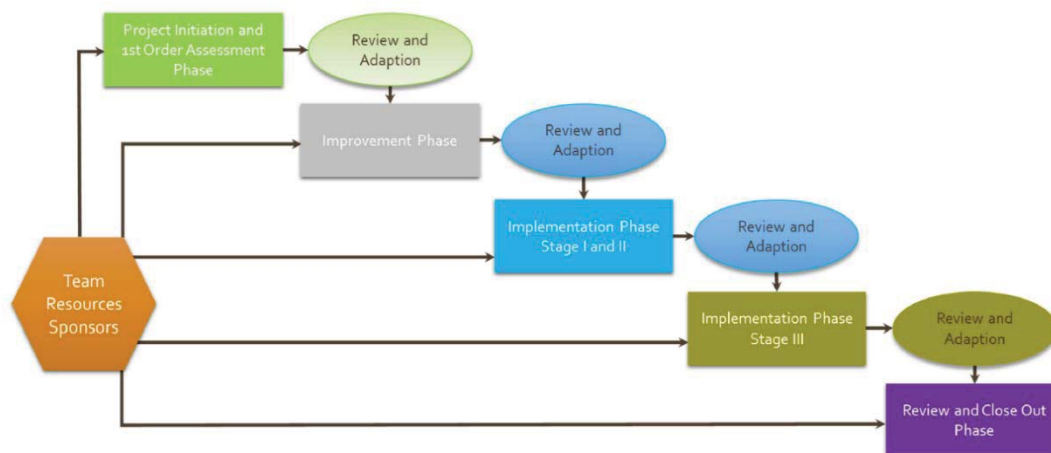 Project Initiation and
1st Order Assessment
Phase
Review and
Adaption
Improvement Phase
Review and
Adaption
Implementation Phase
Stage I and II
Review and
Adaption
Team
Resources
Sponsors
Implementation Phase
Stage III
Review and
Adaption
Review and Close Out
Phase